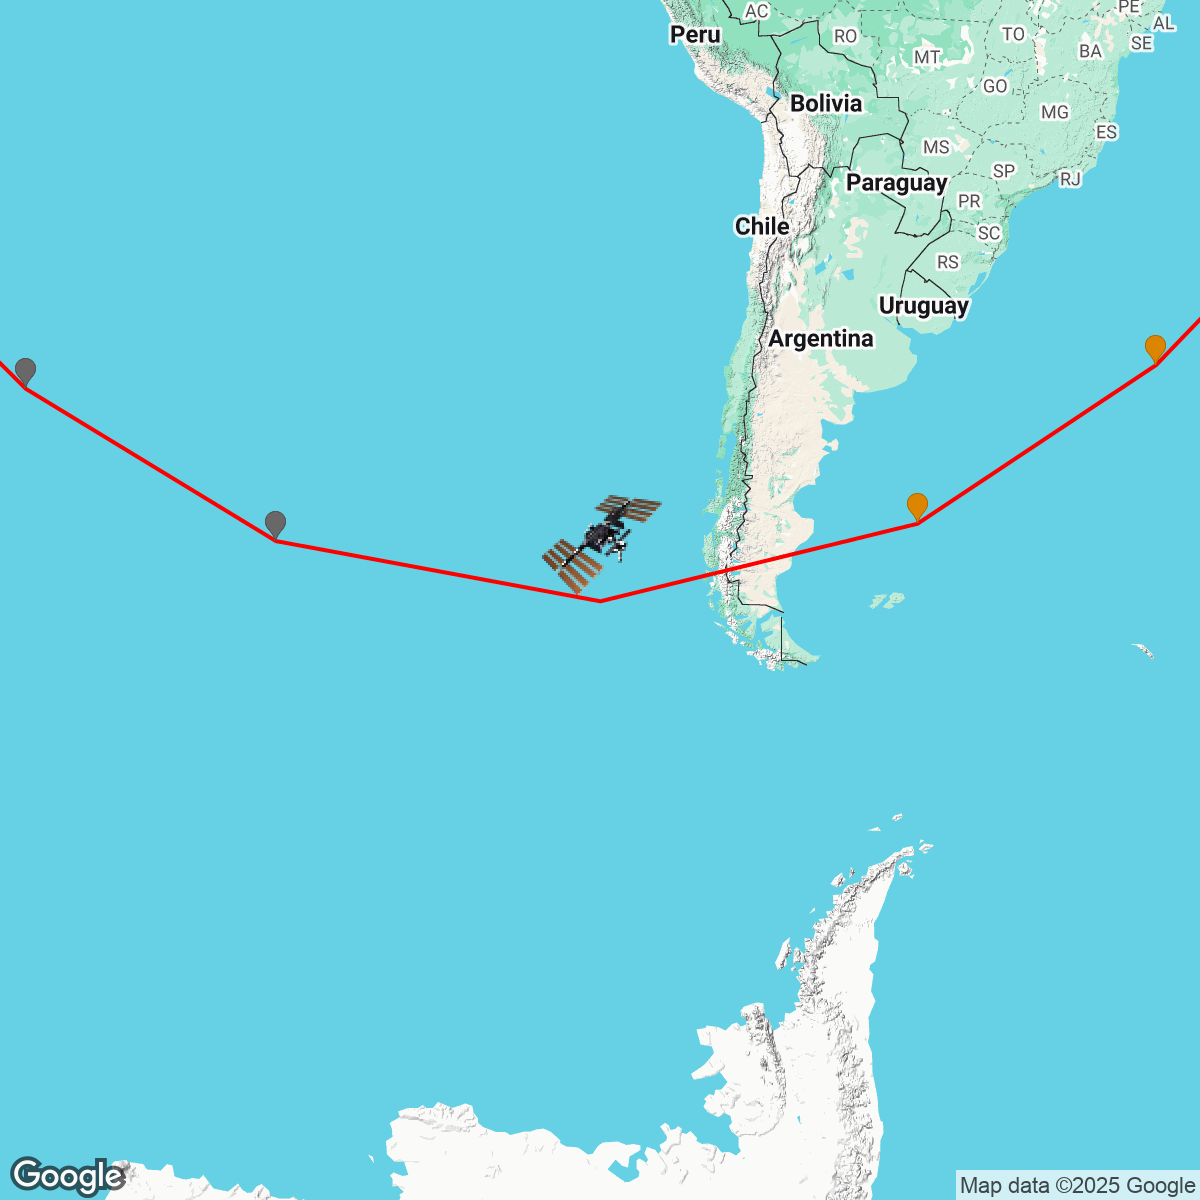 PE
AC
AL
Peru
RO
TO
SE
BA
MT
GO
Bolivia
MG
ES
MS
SP
RJ
Paraguay
PR
Chile
SC
RS
Uruguay
Argentina
Google
Map data ©2025 Google